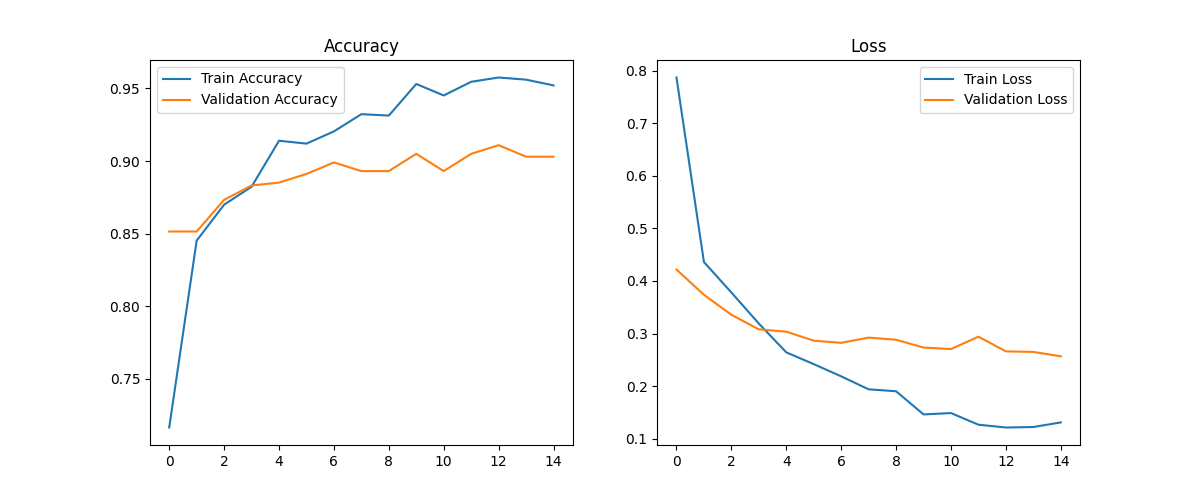 Accuracy
Train Accuracy
Validation Accuracy
0.95
0.90
0.85
0.80
0.75
0 2 4 6 8 10 12 14
Loss
Train Loss
Validation Loss
0.8
0.7
0.6
0.5
0.4
0.3
0.2
0.1
0 2 4 6 8 10 12 14